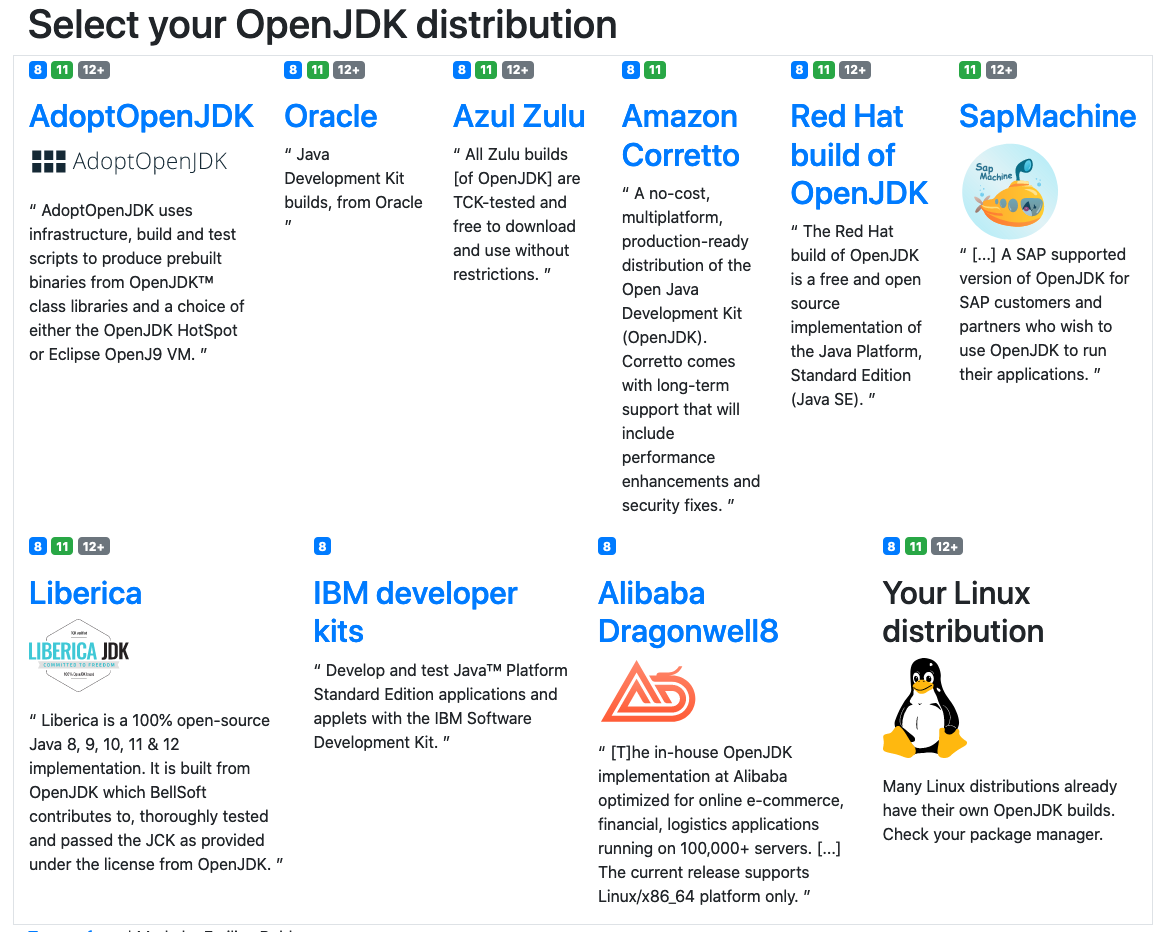 Select your OpenJDK distribution
8 11 12+
AdoptOpenJDK
AdoptOpenJDK
“ AdoptOpenJDK uses
infrastructure, build and test
scripts to produce prebuilt
binaries from OpenJDK™
class libraries and a choice of
either the OpenJDK HotSpot
or Eclipse OpenJ9 VM. ”
8 11 12+
Oracle
“ Java
Development Kit
builds, from Oracle
”
8 11 12+
Azul Zulu
“ All Zulu builds
[of OpenJDK] are
TCK-tested and
free to download
and use without
restrictions. ”
8 11
Amazon
Corretto
“ A no-cost,
multiplatform,
production-ready
distribution of the
Open Java
Development Kit
(OpenJDK).
Corretto comes
with long-term
support that will
include
performance
enhancements and
security fixes. ”
8 11 12+
Red Hat
build of
OpenJDK
“ The Red Hat
build of OpenJDK
is a free and open
source
implementation of
the Java Platform,
Standard Edition
(Java SE). ”
11 12+
SapMachine
Sap
Machine
“ [...] A SAP supported
version of OpenJDK for
SAP customers and
partners who wish to
use OpenJDK to run
their applications. ”
8 11 12+
Liberica
LIBERICA JDK
COMMITTED TO FREEDOM
“ Liberica is a 100% open-source
Java 8, 9, 10, 11 & 12
implementation. It is built from
OpenJDK which BellSoft
contributes to, thoroughly tested
and passed the JCK as provided
under the license from OpenJDK. ”
8
IBM developer
kits
“ Develop and test Java™ Platform
Standard Edition applications and
applets with the IBM Software
Development Kit. ”
8
Alibaba
Dragonwell8
“ [T]he in-house OpenJDK
implementation at Alibaba
optimized for online e-commerce,
financial, logistics applications
running on 100,000+ servers. [...]
The current release supports
Linux/x86_64 platform only. ”
8 11 12+
Your Linux
distribution
Many Linux distributions already
have their own OpenJDK builds.
Check your package manager.